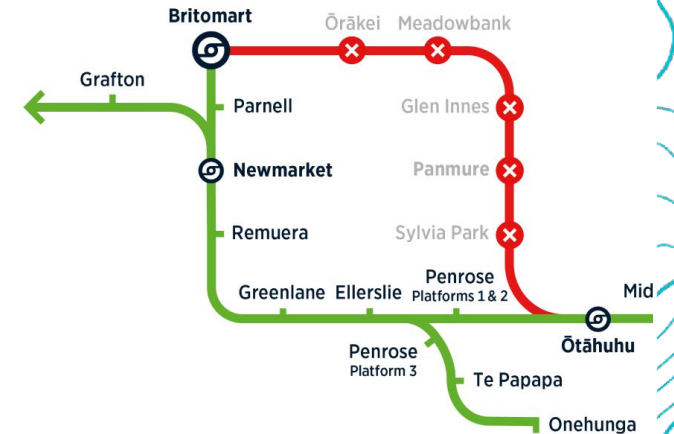 Britomart
Ōrākei
Meadowbank
Grafton
Parnell
Glen Innes
Newmarket
Panmure
Remuera
Sylvia Park
Greenlane
Ellerslie
Penrose
Platforms 1 & 2
Mid
Ōtāhuhu
Penrose
Platform 3
Te Papapa
Onehunga